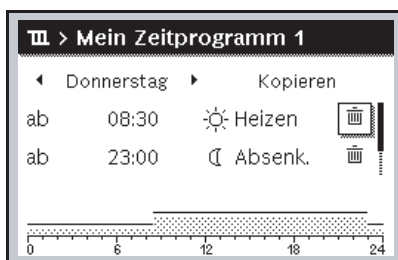 > Mein Zeitprogramm 1
Donnerstag Kopieren
ab 08:30 Heizen
ab 23:00 Absenk.
0 6 12 18 24